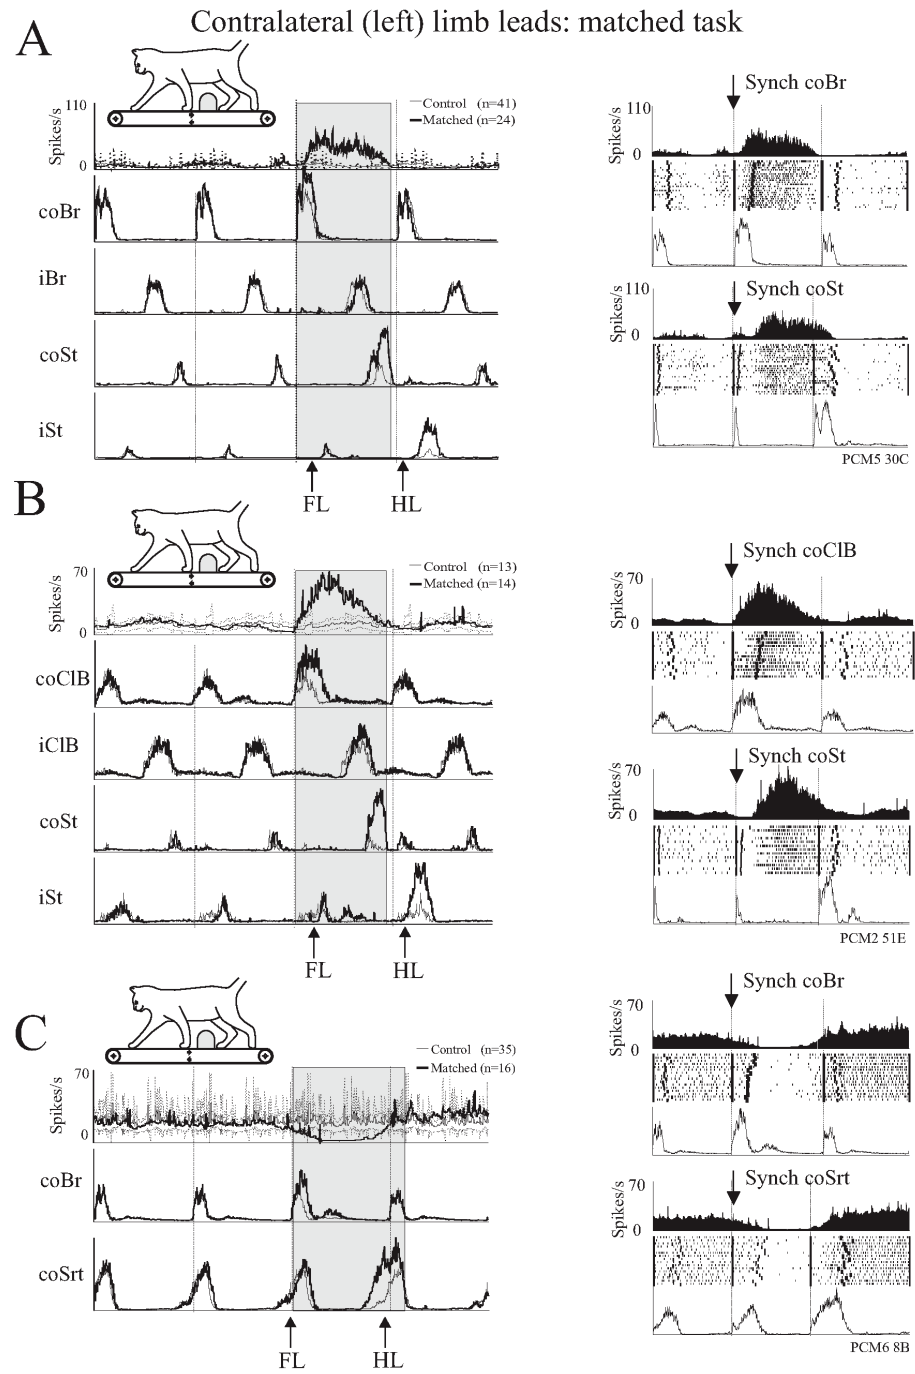 Contralateral (left) limb leads: matched task
A
110
Spikes/s
0
Control (n=41)
Matched (n=24)
coBr
iBr
coSt
iSt
FL
HL
Synch coBr
110
Spikes/s
0
Synch coSt
110
Spikes/s
0
PCM5 30C
B
70
Spikes/s
0
Control (n=13)
Matched (n=14)
coClB
iClB
coSt
iSt
FL
HL
Synch coClB
70
Spikes/s
0
Synch coSt
70
Spikes/s
0
PCM2 51E
C
70
Spikes/s
0
Control (n=35)
Matched (n=16)
coBr
coSrt
FL
HL
Synch coBr
70
Spikes/s
0
Synch coSrt
70
Spikes/s
0
PCM6 8B